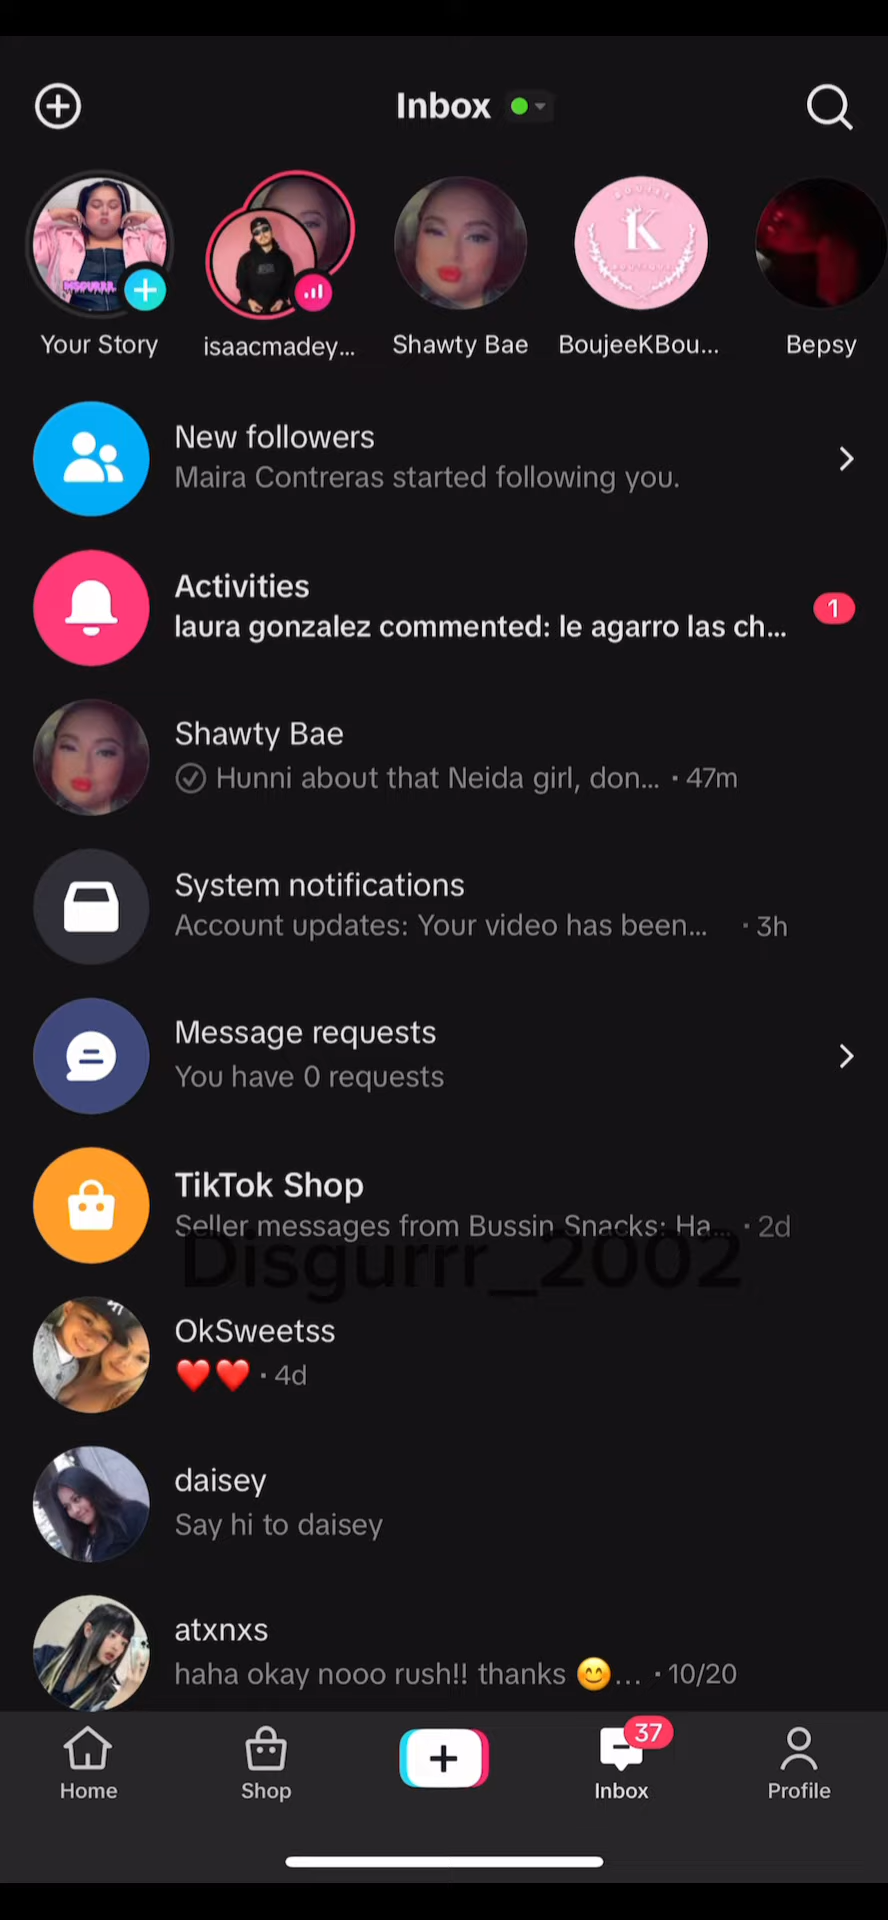 Inbox
DISGURRR.
BOUJEE
K
BOUTIQUE
Your Story
isaacmadey...
Shawty Bae
BoujeeKBou...
Bepsy
New followers
Maira Contreras started following you.
Activities
laura gonzalez commented: le agarro las ch...
1
Shawty Bae
Hunni about that Neida girl, don... · 47m
System notifications
Account updates: Your video has been... · 3h
Message requests
You have 0 requests
TikTok Shop
Seller messages from Bussin Snacks: Ha... · 2d
Disgurrr_2002
OkSweetss
❤️❤️ · 4d
daisey
Say hi to daisey
atxnxs
haha okay nooo rush!! thanks 😊... · 10/20
37
Home
Shop
Inbox
Profile